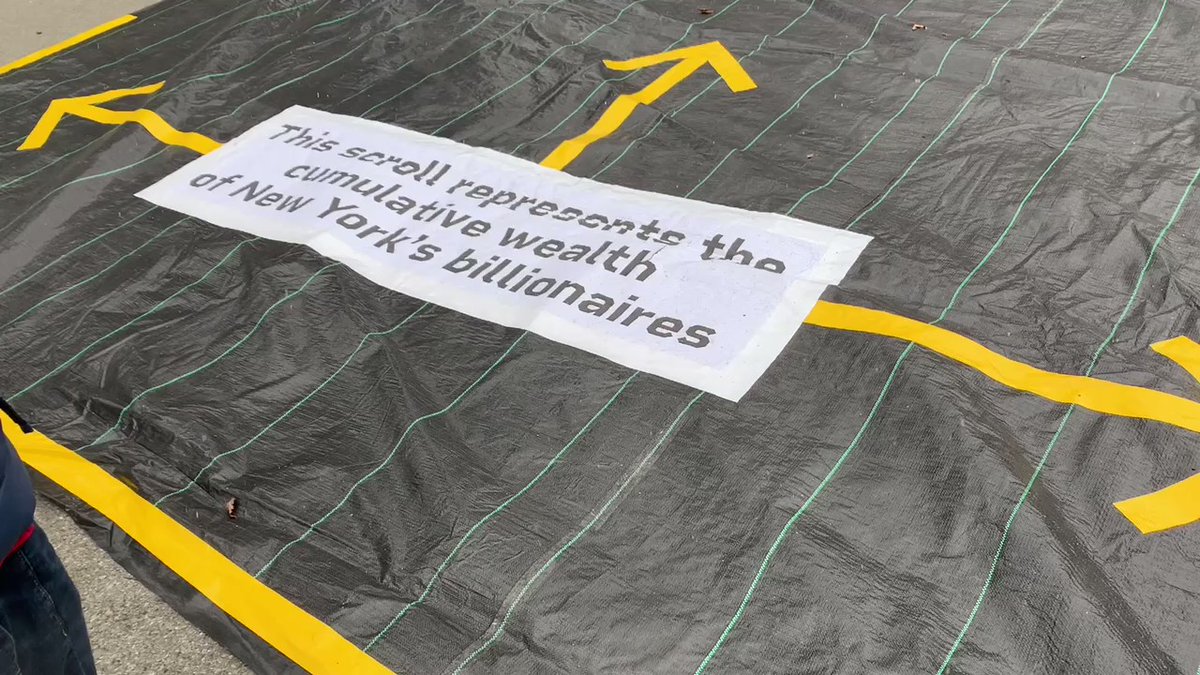 This scroll represents the
cumulative wealth
of New York's billionaires